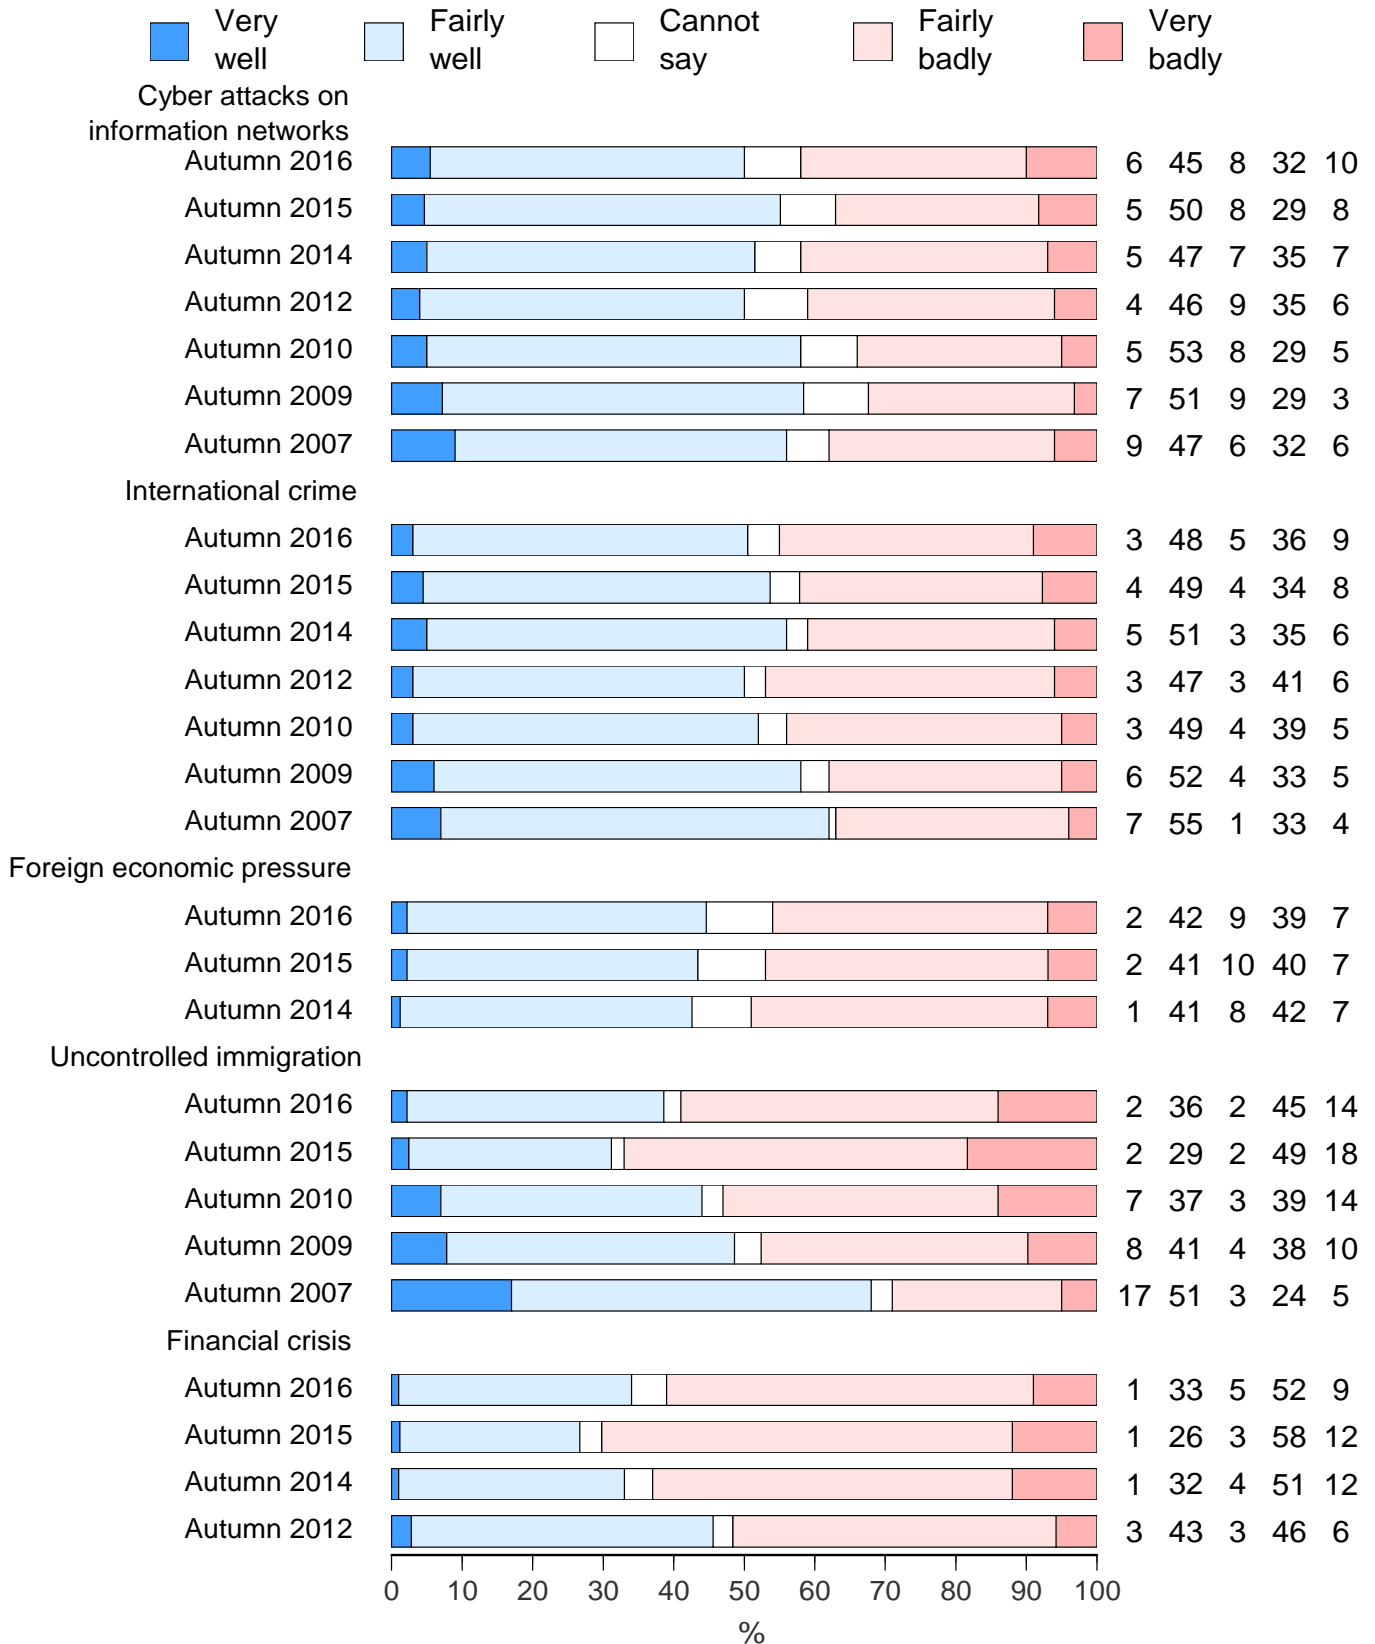 Very well
Fairly well
Cannot say
Fairly badly
Very badly
Cyber attacks on
information networks
Autumn 2016 6 45 8 32 10
Autumn 2015 5 50 8 29 8
Autumn 2014 5 47 7 35 7
Autumn 2012 4 46 9 35 6
Autumn 2010 5 53 8 29 5
Autumn 2009 7 51 9 29 3
Autumn 2007 9 47 6 32 6
International crime
Autumn 2016 3 48 5 36 9
Autumn 2015 4 49 4 34 8
Autumn 2014 5 51 3 35 6
Autumn 2012 3 47 3 41 6
Autumn 2010 3 49 4 39 5
Autumn 2009 6 52 4 33 5
Autumn 2007 7 55 1 33 4
Foreign economic pressure
Autumn 2016 2 42 9 39 7
Autumn 2015 2 41 10 40 7
Autumn 2014 1 41 8 42 7
Uncontrolled immigration
Autumn 2016 2 36 2 45 14
Autumn 2015 2 29 2 49 18
Autumn 2010 7 37 3 39 14
Autumn 2009 8 41 4 38 10
Autumn 2007 17 51 3 24 5
Financial crisis
Autumn 2016 1 33 5 52 9
Autumn 2015 1 26 3 58 12
Autumn 2014 1 32 4 51 12
Autumn 2012 3 43 3 46 6
0 10 20 30 40 50 60 70 80 90 100
%